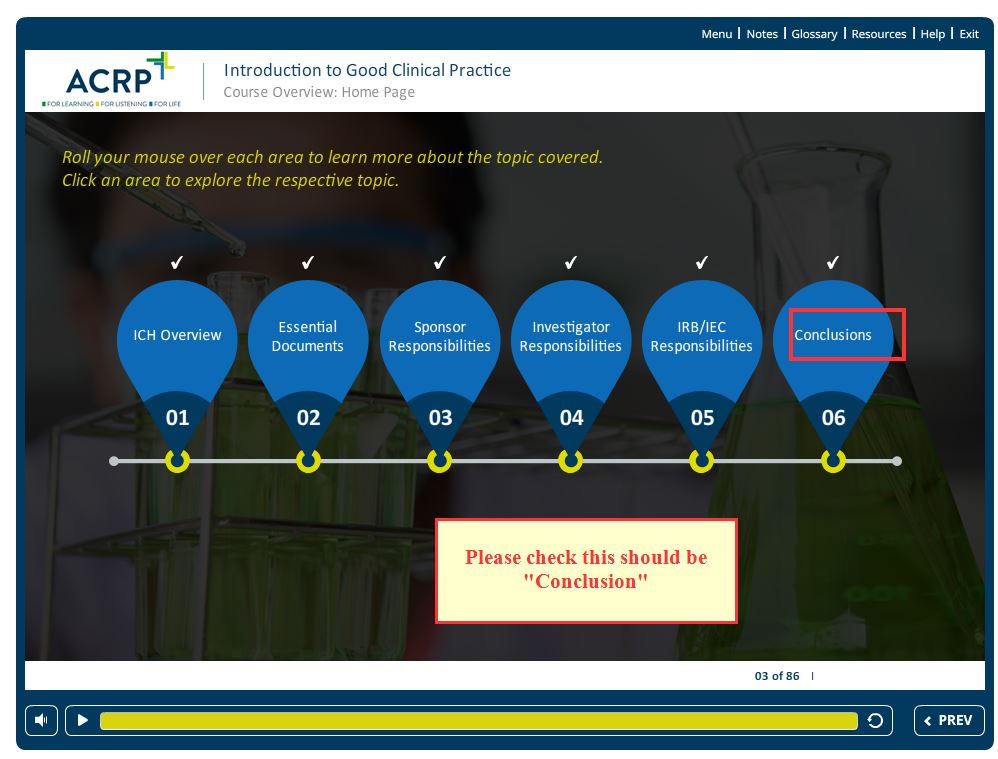 Menu | Notes | Glossary | Resources | Help | Exit
ACRP
FOR LEARNING FOR LISTENING FOR LIFE
Introduction to Good Clinical Practice
Course Overview: Home Page
Roll your mouse over each area to learn more about the topic covered.
Click an area to explore the respective topic.
ICH Overview
01
Essential
Documents
02
Sponsor
Responsibilities
03
Investigator
Responsibilities
04
IRB/IEC
Responsibilities
05
Conclusions
06
Please check this should be
"Conclusion"
03 of 86 |
PREV